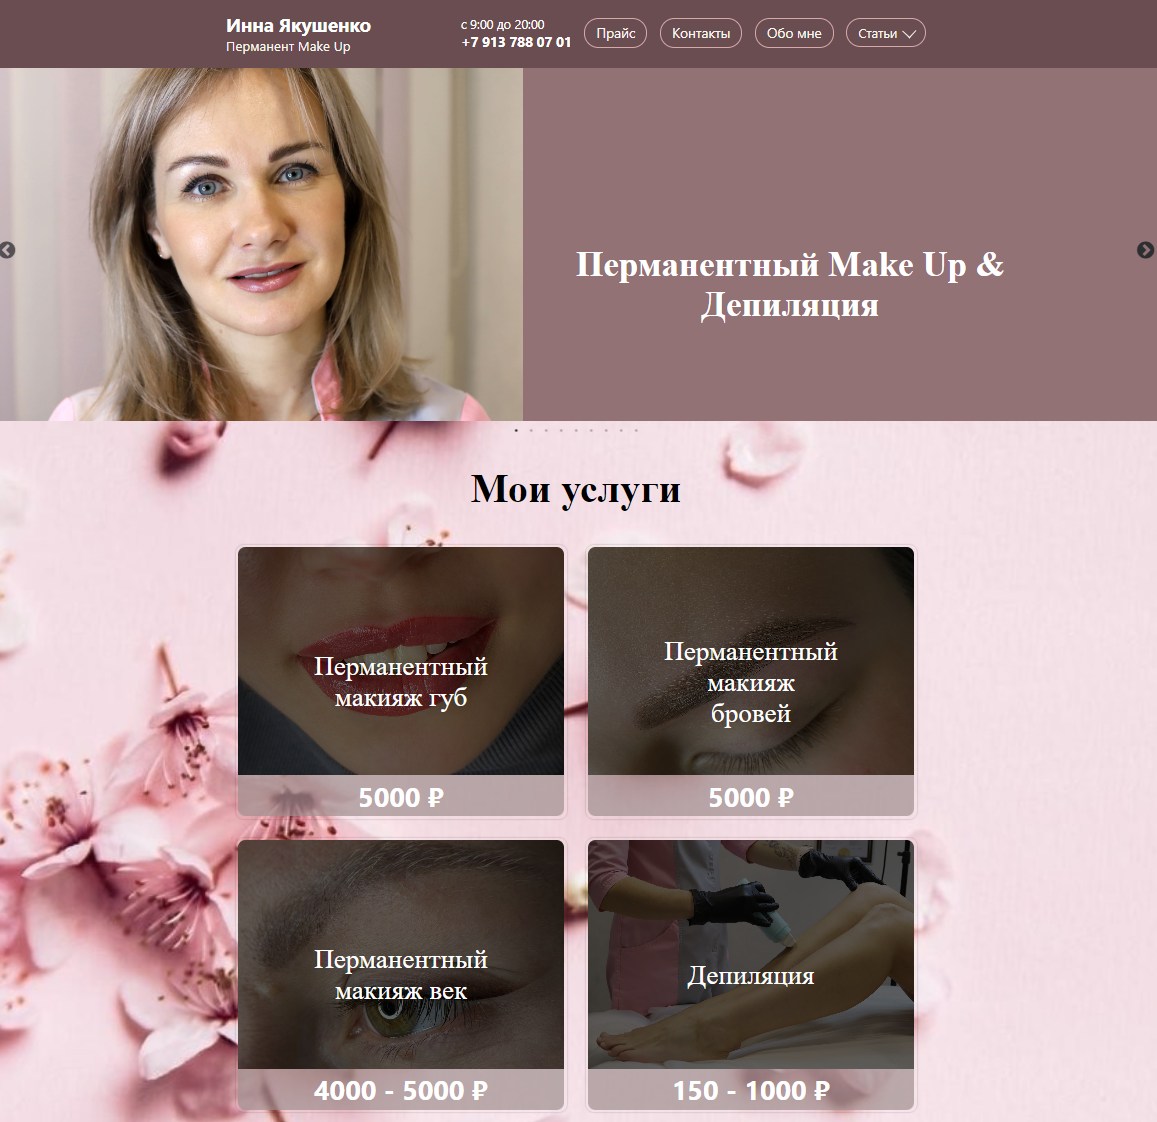 Инна Якушенко
Перманент Make Up
с 9:00 до 20:00
+7 913 788 07 01
Прайс
Контакты
Обо мне
Статьи
Перманентный Make Up &
Депиляция
Мои услуги
Перманентный
макияж губ
5000 ₽
Перманентный
макияж
бровей
5000 ₽
Перманентный
макияж век
4000 - 5000 ₽
Депиляция
150 - 1000 ₽